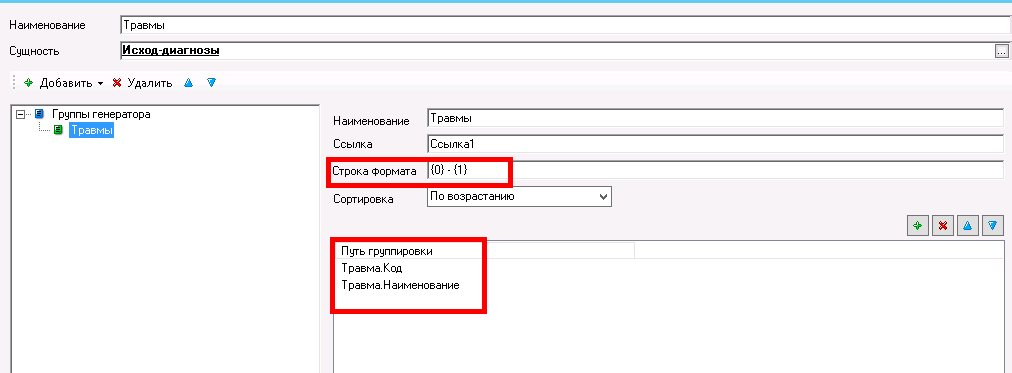 Наименование Травмы
Сущность Исход-диагнозы ...
Добавить Удалить
Группы генератора
Травмы
Наименование Травмы
Ссылка Ссылка1
Строка формата {0} - {1}
Сортировка По возрастанию
Путь группировки
Травма.Код
Травма.Наименование